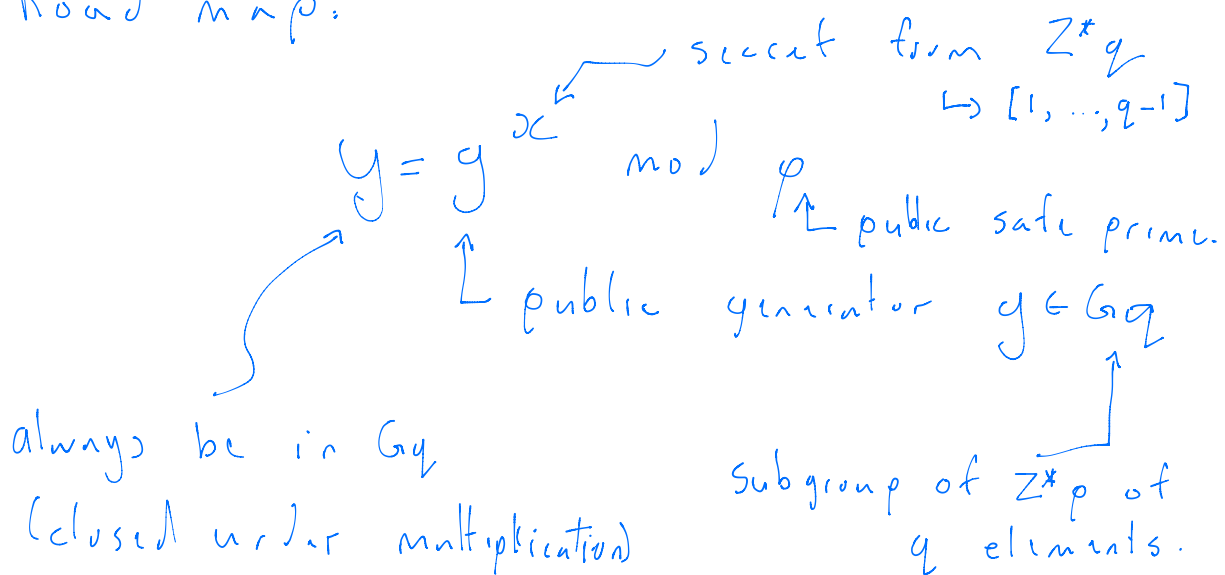 Road map:
secret from Z*q
↳ [1, ..., q-1]
y = g^x mod p
public safe prime.
public generator g ∈ Gq
always be in Gq
(closed under multiplication)
subgroup of Z*p of
q elements.